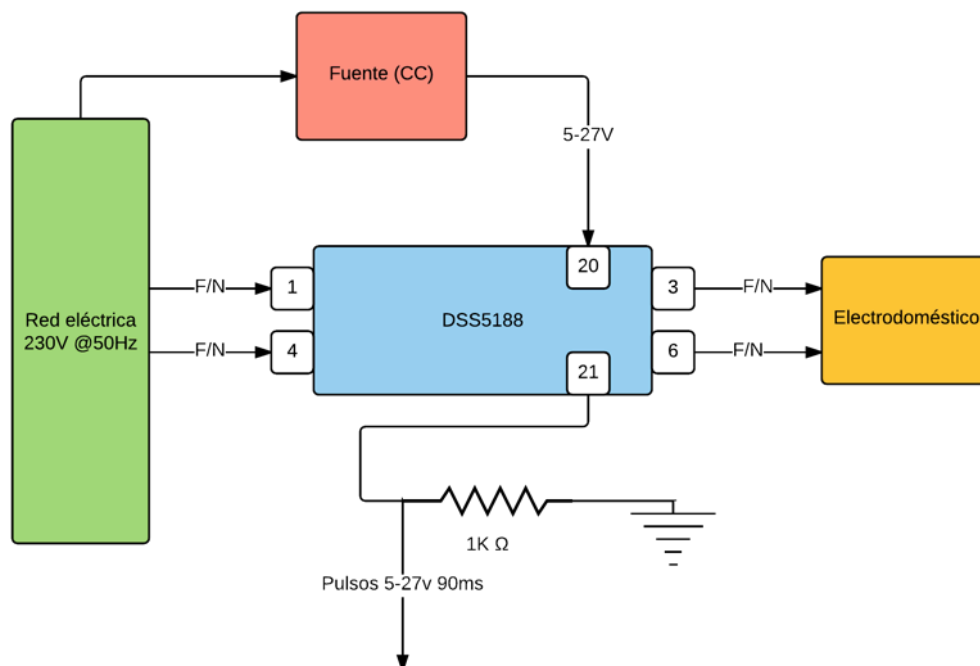 Fuente (CC)
5-27V
20
F/N
1
3
F/N
Red eléctrica
230V @50Hz
DSS5188
Electrodoméstico
F/N
4
6
F/N
21
1K Ω
Pulsos 5-27v 90ms